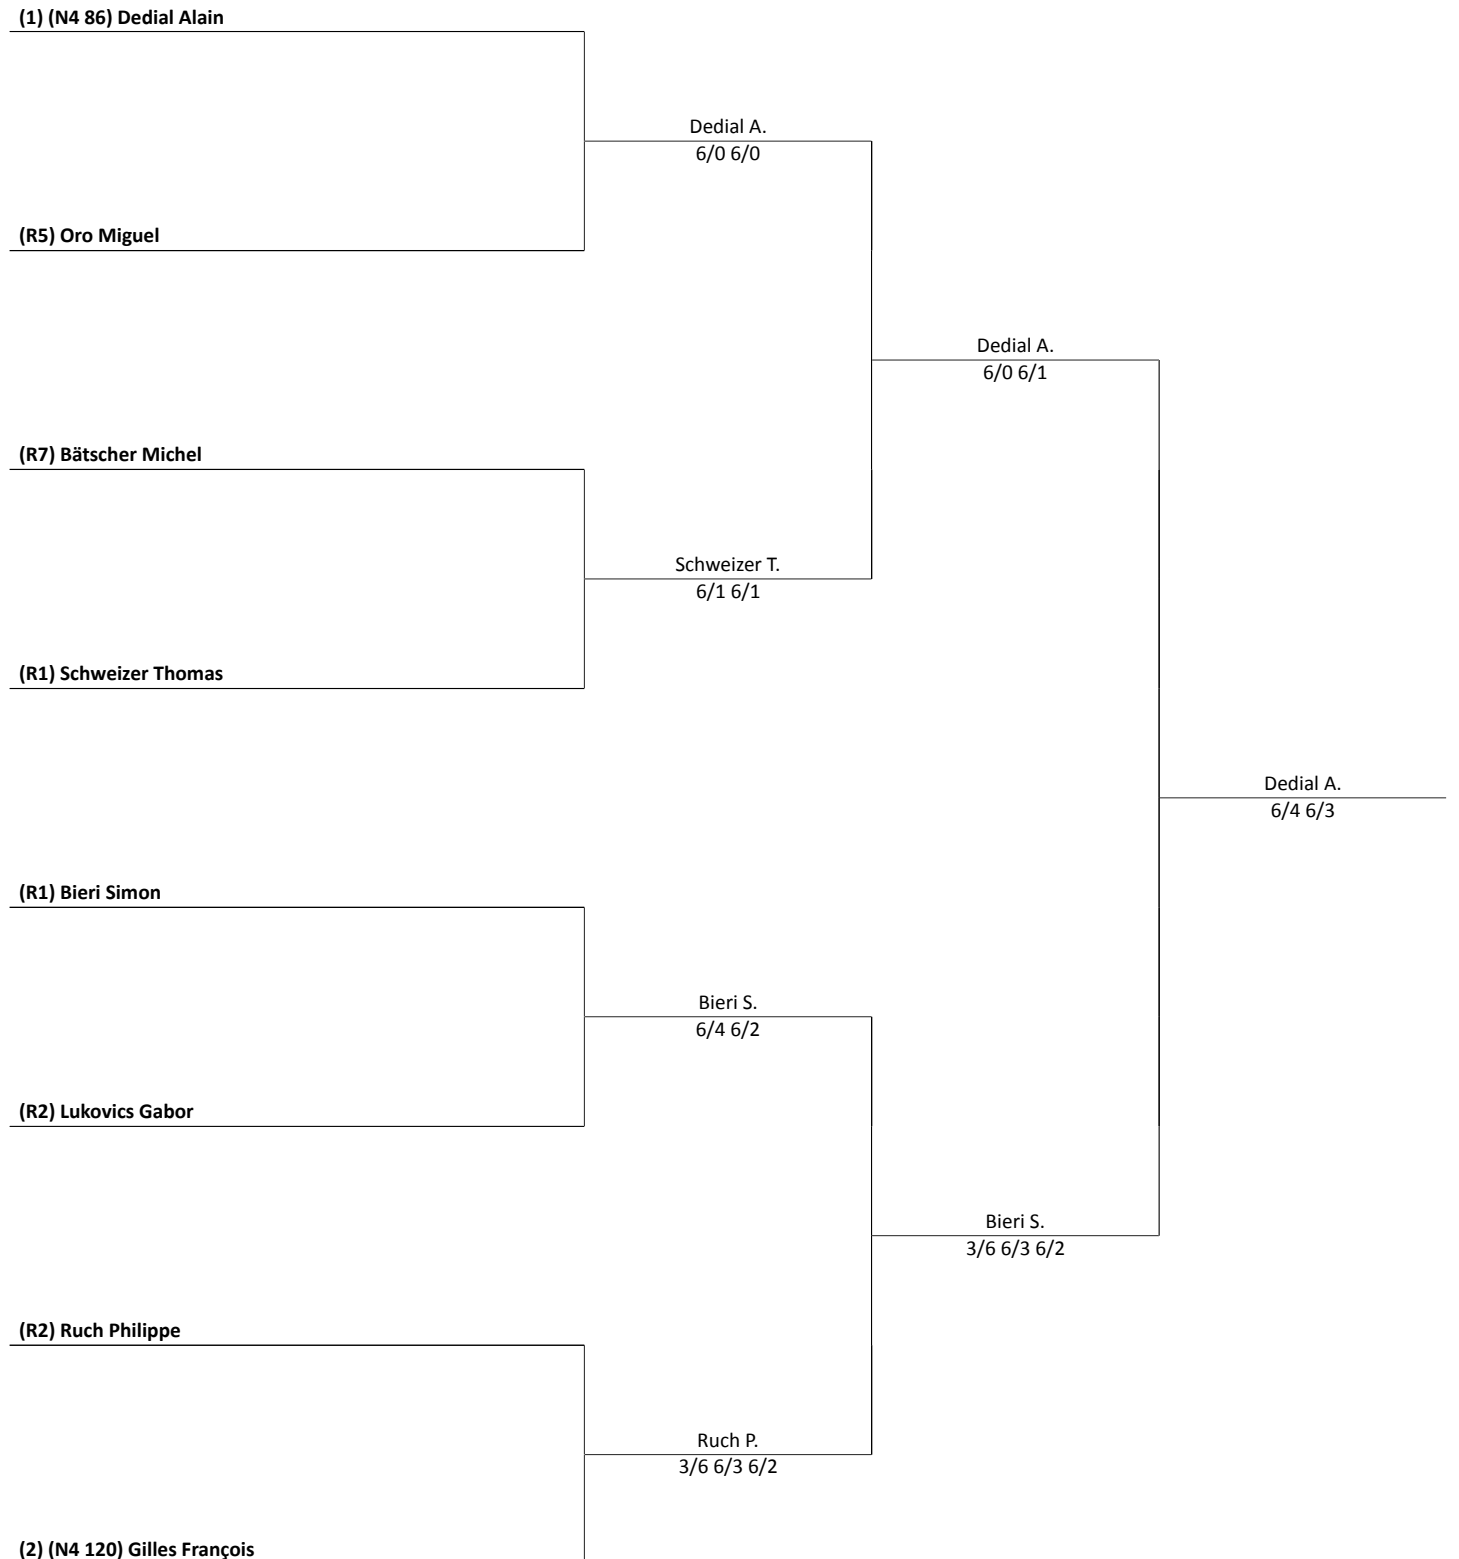 (1) (N4 86) Dedial Alain
Dedial A.
6/0 6/0
(R5) Oro Miguel
Dedial A.
6/0 6/1
(R7) Bätscher Michel
Schweizer T.
6/1 6/1
(R1) Schweizer Thomas
Dedial A.
6/4 6/3
(R1) Bieri Simon
Bieri S.
6/4 6/2
(R2) Lukovics Gabor
Bieri S.
3/6 6/3 6/2
(R2) Ruch Philippe
Ruch P.
3/6 6/3 6/2
(2) (N4 120) Gilles François